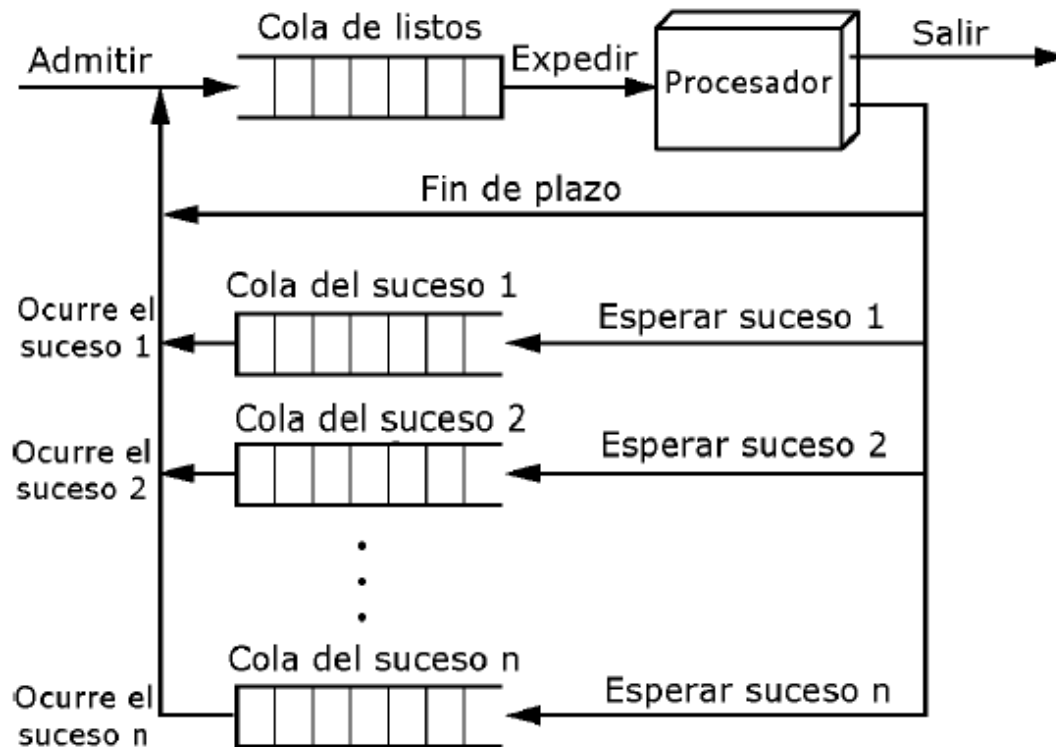 Cola de listos
Salir
Admitir
Expedir
Procesador
Fin de plazo
Cola del suceso 1
Ocurre el
suceso 1
Esperar suceso 1
Cola del suceso 2
Ocurre el
suceso 2
Esperar suceso 2
Cola del suceso n
Ocurre el
suceso n
Esperar suceso n